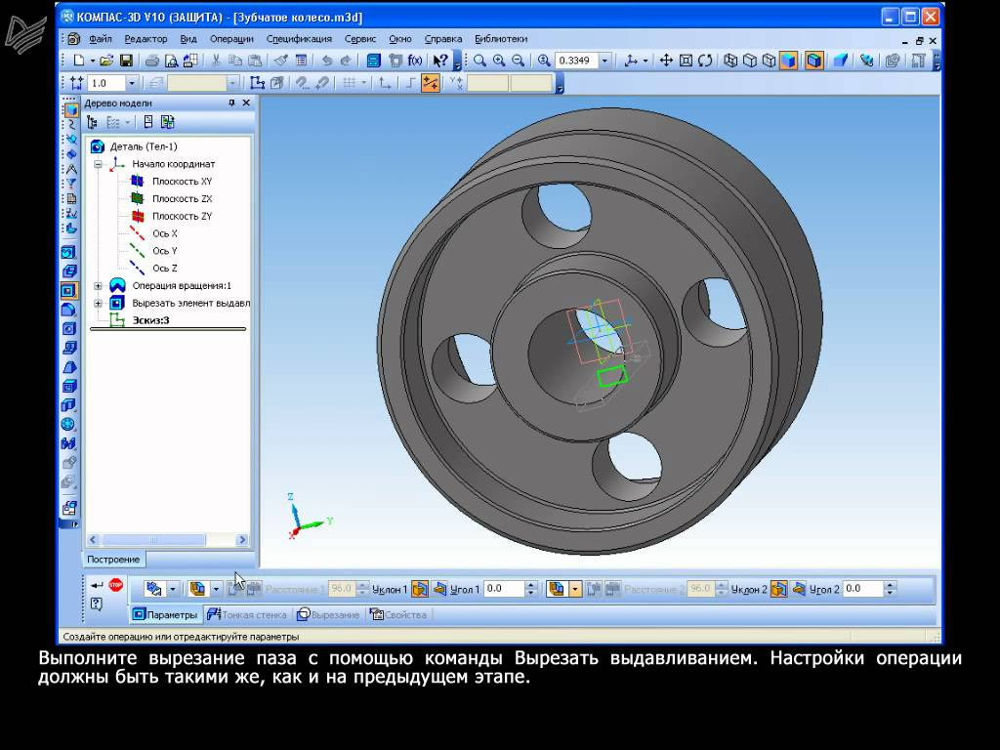 КОМПАС-3D V10 (ЗАЩИТА) - [Зубчатое колесо.m3d]
Файл Редактор Вид Операции Спецификация Сервис Окно Справка Библиотеки
f(x) 0.3349
1.0
Дерево модели
Деталь (Тел-1)
Начало координат
Плоскость XY
Плоскость ZX
Плоскость ZY
Ось X
Ось Y
Ось Z
Операция вращения:1
Вырезать элемент выдавл
Эскиз:3
Z
Y
X
Построение
STOP Расстояние 1 96.0 Уклон 1 Угол 1 0.0 Расстояние 2 96.0 Уклон 2 Угол 2 0.0
Параметры Тонкая стенка Вырезание Свойства
Создайте операцию или отредактируйте параметры
Выполните вырезание паза с помощью команды Вырезать выдавливанием. Настройки операции
должны быть такими же, как и на предыдущем этапе.